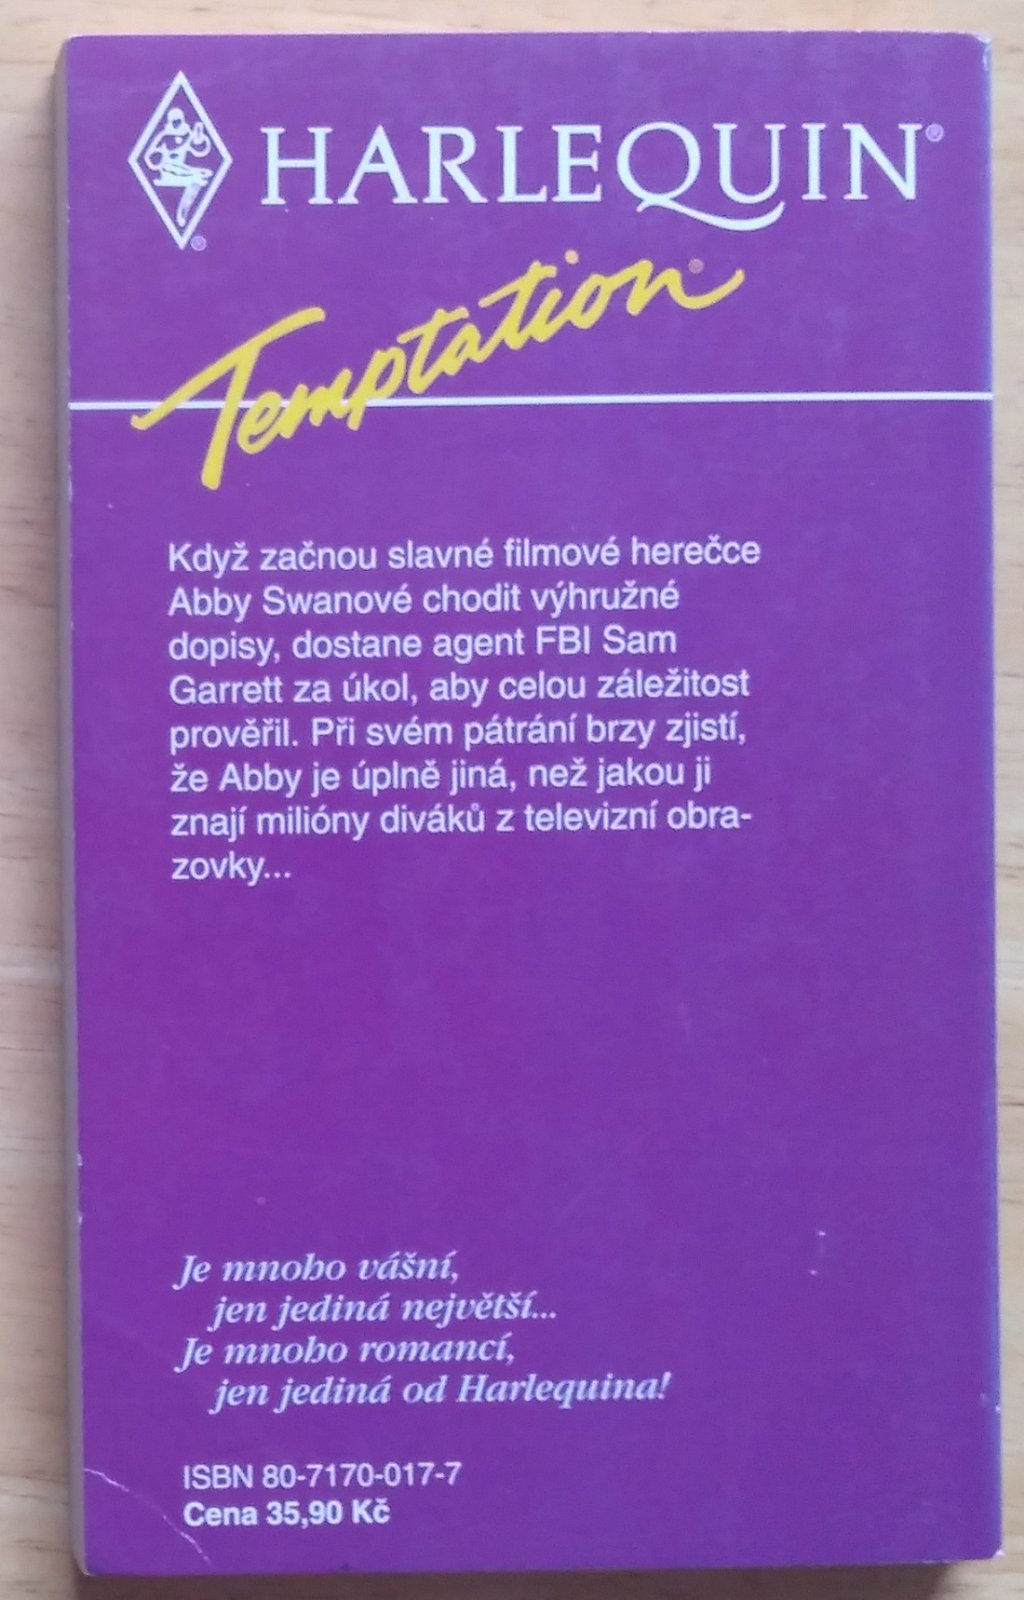 HARLEQUIN®
®
Temptation®
Když začnou slavné filmové herečce
Abby Swanové chodit výhružné
dopisy, dostane agent FBI Sam
Garrett za úkol, aby celou záležitost
prověřil. Při svém pátrání brzy zjistí,
že Abby je úplně jiná, než jakou ji
znají milióny diváků z televizní obra-
zovky...
Je mnoho vášní,
jen jediná největší...
Je mnoho romancí,
jen jediná od Harlequina!
ISBN 80-7170-017-7
Cena 35,90 Kč